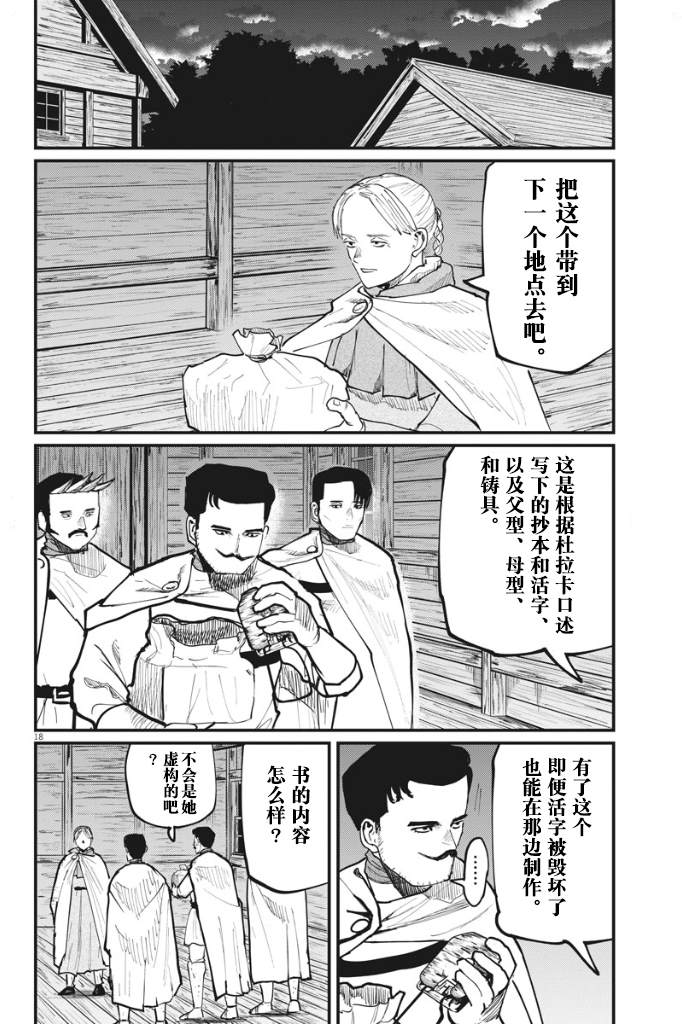 把这个带到
下一个地点去吧。
这是根据杜拉卡口述
写下的抄本和活字、
以及父型、母型、
和铸具。
有了这个
即便活字被毁坏了
也能在那边制作。
……
书的内容
怎么样？
不会是她
虚构的吧
？
18